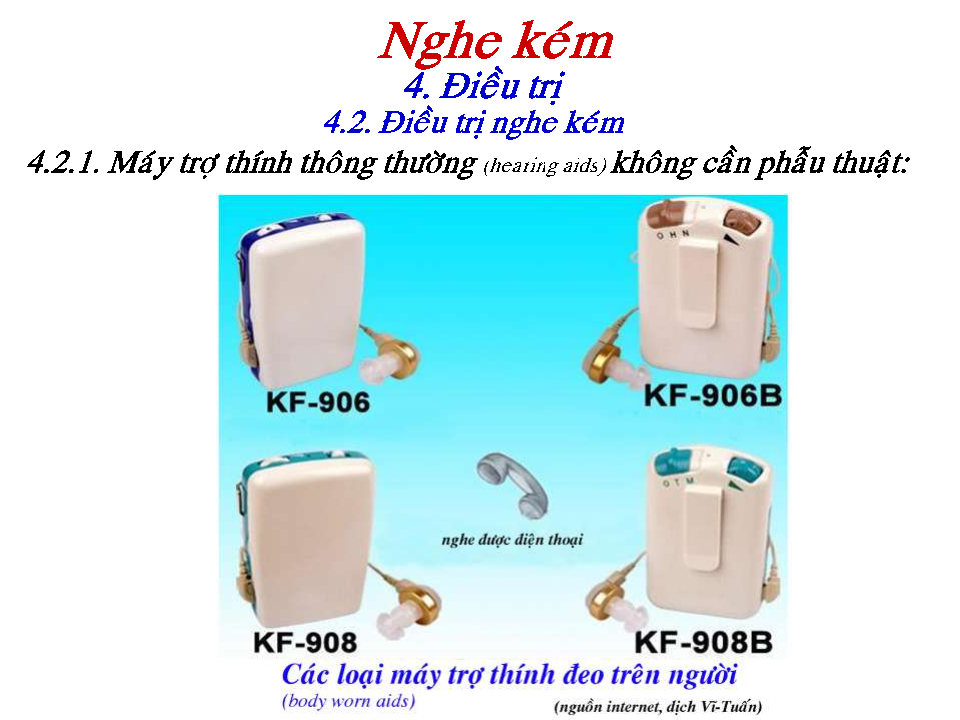 Nghe kém
4. Điều trị
4.2. Điều trị nghe kém
4.2.1. Máy trợ thính thông thường (hearing aids) không cần phẫu thuật:
O H N
KF-906
KF-906B
O T M
nghe được điện thoại
KF-908
KF-908B
Các loại máy trợ thính đeo trên người
(body worn aids)
(nguồn internet, dịch Vĩ-Tuấn)